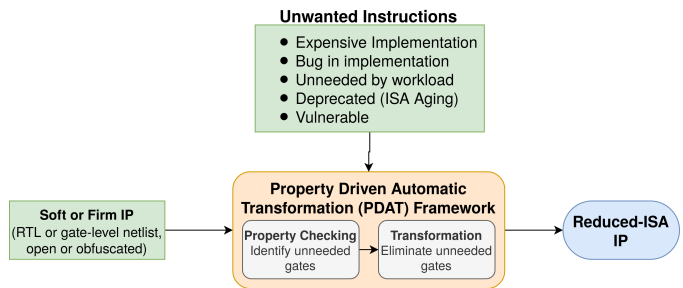 Unwanted Instructions
● Expensive Implementation
● Bug in implementation
● Unneeded by workload
● Deprecated (ISA Aging)
● Vulnerable
Property Driven Automatic
Transformation (PDAT) Framework
Soft or Firm IP
(RTL or gate-level netlist,
open or obfuscated)
Property Checking
Identify unneeded
gates
Transformation
Eliminate unneeded
gates
Reduced-ISA
IP